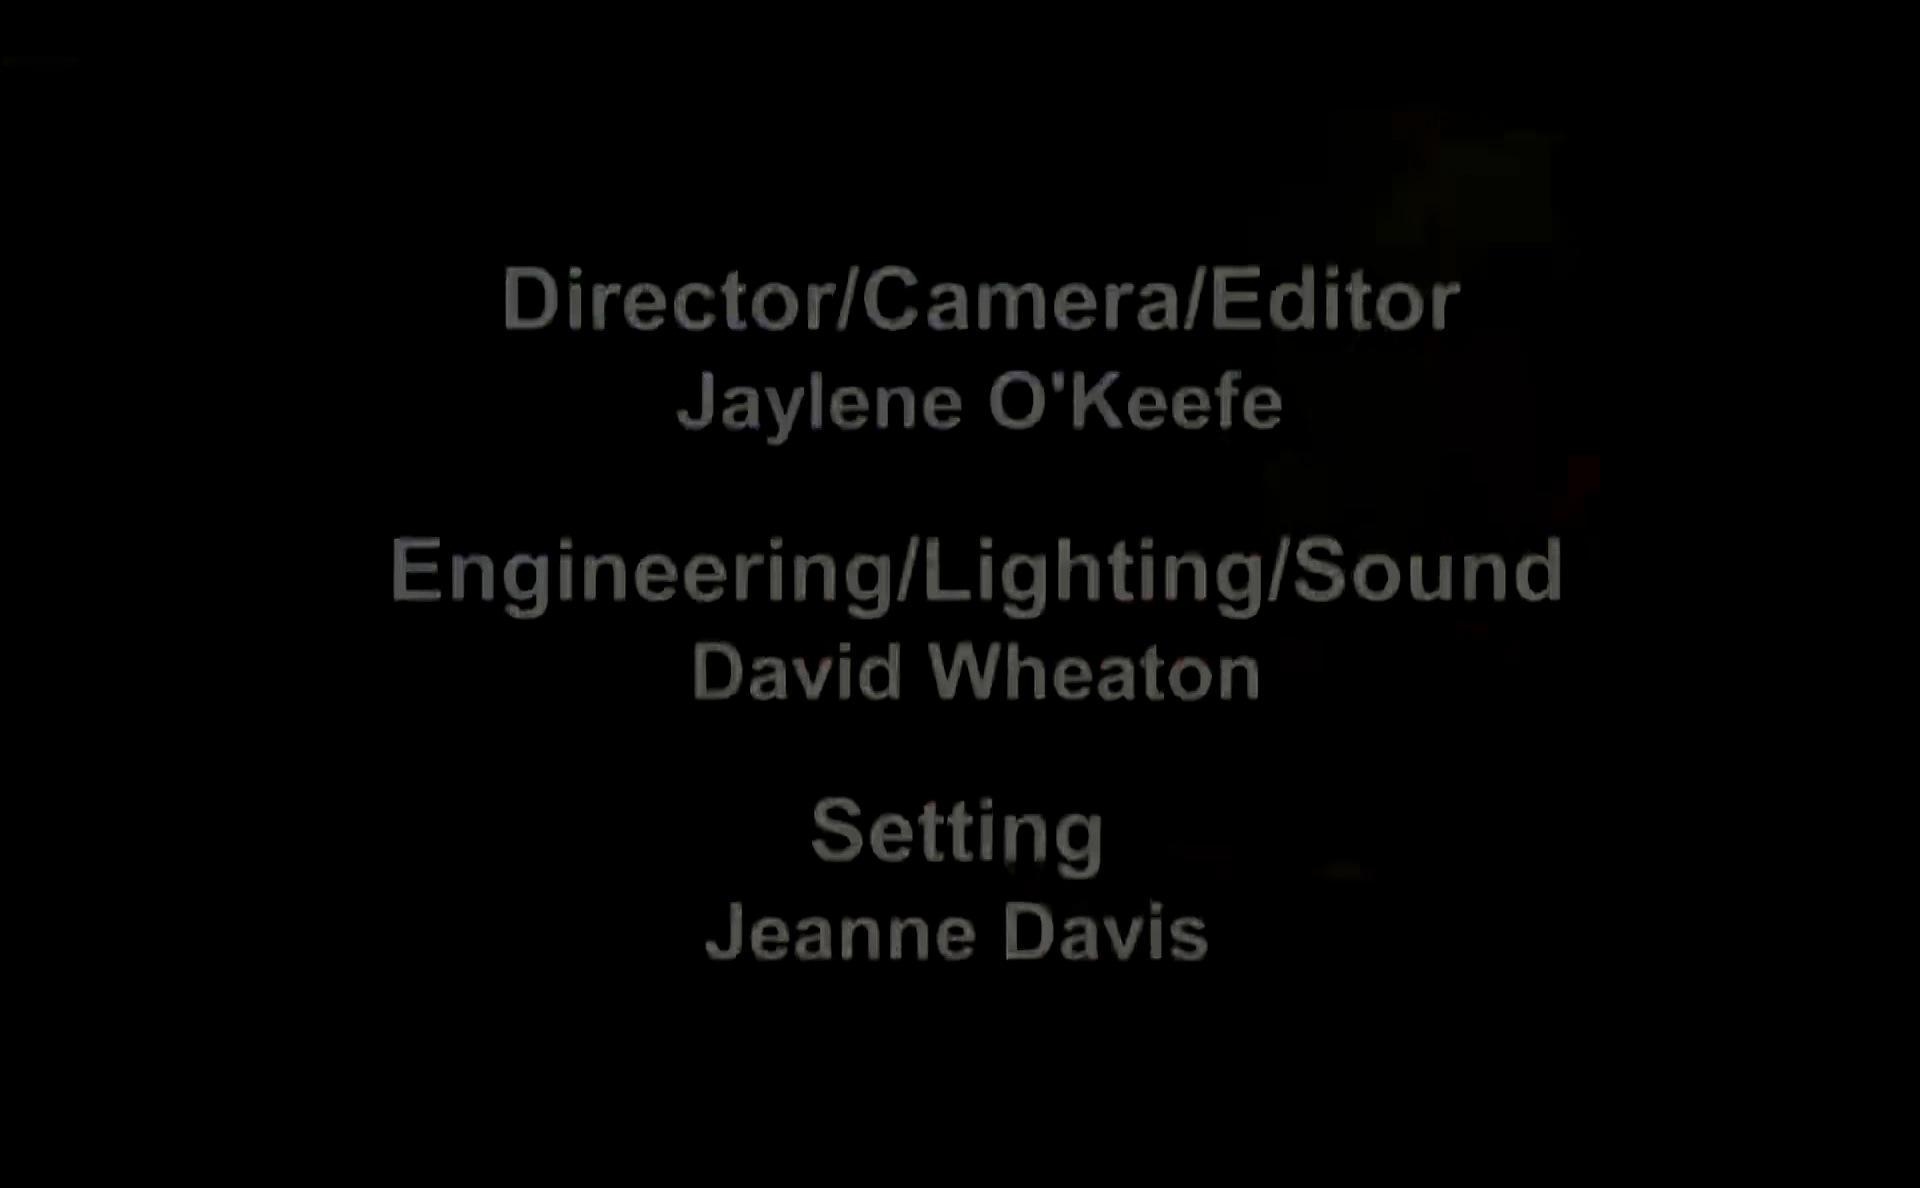 Director/Camera/Editor
Jaylene O'Keefe
Engineering/Lighting/Sound
David Wheaton
Setting
Jeanne Davis